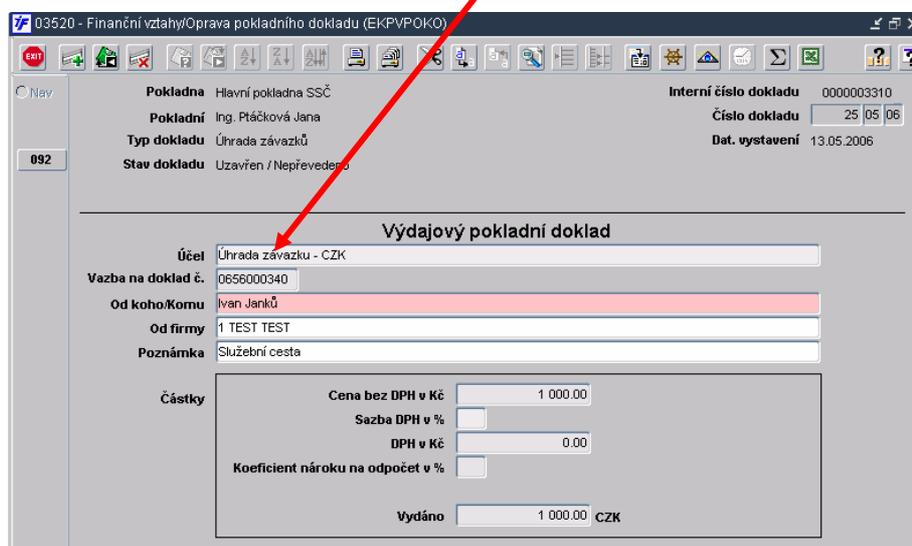 03520 - Finanční vztahy/Oprava pokladního dokladu (EKPVPOKO)
EXIT
Nav
092
Pokladna Hlavní pokladna SSČ
Interní číslo dokladu 0000003310
Pokladní Ing. Ptáčková Jana
Číslo dokladu 25 05 06
Typ dokladu Úhrada závazků
Dat. vystavení 13.05.2006
Stav dokladu Uzavřen / Nepřevedeno
Výdajový pokladní doklad
Účel Úhrada závazku - CZK
Vazba na doklad č. 0656000340
Od koho/Komu Ivan Janků
Od firmy 1 TEST TEST
Poznámka Služební cesta
Částky
Cena bez DPH v Kč 1 000.00
Sazba DPH v %
DPH v Kč 0.00
Koeficient nároku na odpočet v %
Vydáno 1 000.00 CZK